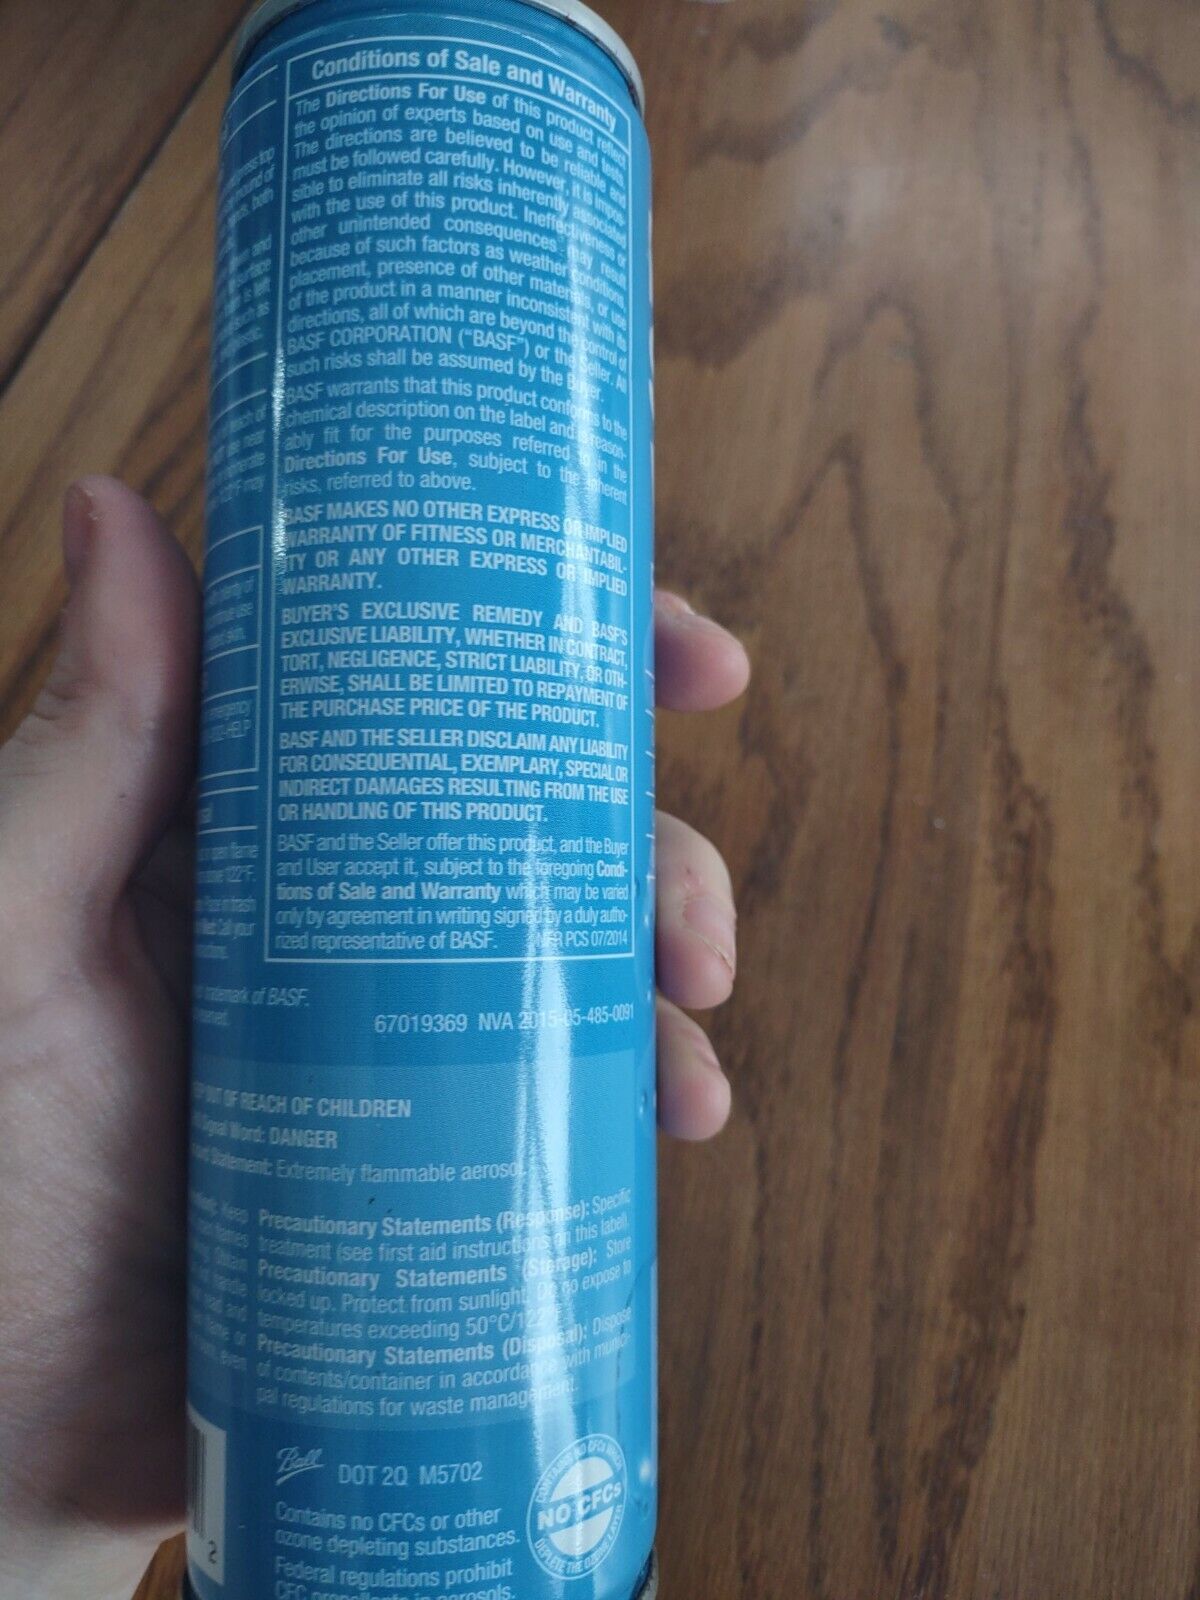 Conditions of Sale and Warranty
The Directions For Use of this product reflect
the opinion of experts based on use and tests.
The directions are believed to be reliable and
must be followed carefully. However, it is impos-
sible to eliminate all risks inherently associated
with the use of this product. Ineffectiveness or
other unintended consequences may result
because of such factors as weather conditions,
placement, presence of other materials, or use
of the product in a manner inconsistent with its
directions, all of which are beyond the control of
BASF CORPORATION ("BASF") or the Seller. All
such risks shall be assumed by the Buyer.
BASF warrants that this product conforms to the
chemical description on the label and is reason-
ably fit for the purposes referred to in the
Directions For Use, subject to the inherent
risks, referred to above.
BASF MAKES NO OTHER EXPRESS OR IMPLIED
WARRANTY OF FITNESS OR MERCHANTABIL-
ITY OR ANY OTHER EXPRESS OR IMPLIED
WARRANTY.
BUYER'S EXCLUSIVE REMEDY AND BASF'S
EXCLUSIVE LIABILITY, WHETHER IN CONTRACT,
TORT, NEGLIGENCE, STRICT LIABILITY, OR OTH-
ERWISE, SHALL BE LIMITED TO REPAYMENT OF
THE PURCHASE PRICE OF THE PRODUCT.
BASF AND THE SELLER DISCLAIM ANY LIABILITY
FOR CONSEQUENTIAL, EXEMPLARY, SPECIAL OR
INDIRECT DAMAGES RESULTING FROM THE USE
OR HANDLING OF THIS PRODUCT.
BASF and the Seller offer this product, and the Buyer
and User accept it, subject to the foregoing Condi-
tions of Sale and Warranty which may be varied
only by agreement in writing signed by a duly autho-
rized representative of BASF. NFR PCS 07/2014
trademark of BASF.
67019369 NVA 2015-05-485-0091
KEEP OUT OF REACH OF CHILDREN
Signal Word: DANGER
Statement: Extremely flammable aerosol.
Precautionary Statements (Response): Specific
treatment (see first aid instructions on this label).
Precautionary Statements (Storage): Store
locked up. Protect from sunlight. Do no expose to
temperatures exceeding 50°C/122°F.
Precautionary Statements (Disposal): Dispose
of contents/container in accordance with munici-
pal regulations for waste management.
Ball DOT 2Q M5702
Contains no CFCs or other
ozone depleting substances.
Federal regulations prohibit
CFC propellants in aerosols.
CONTAINS NO CFCs WHICH
NO CFCs
DEPLETE THE OZONE LAYER
2